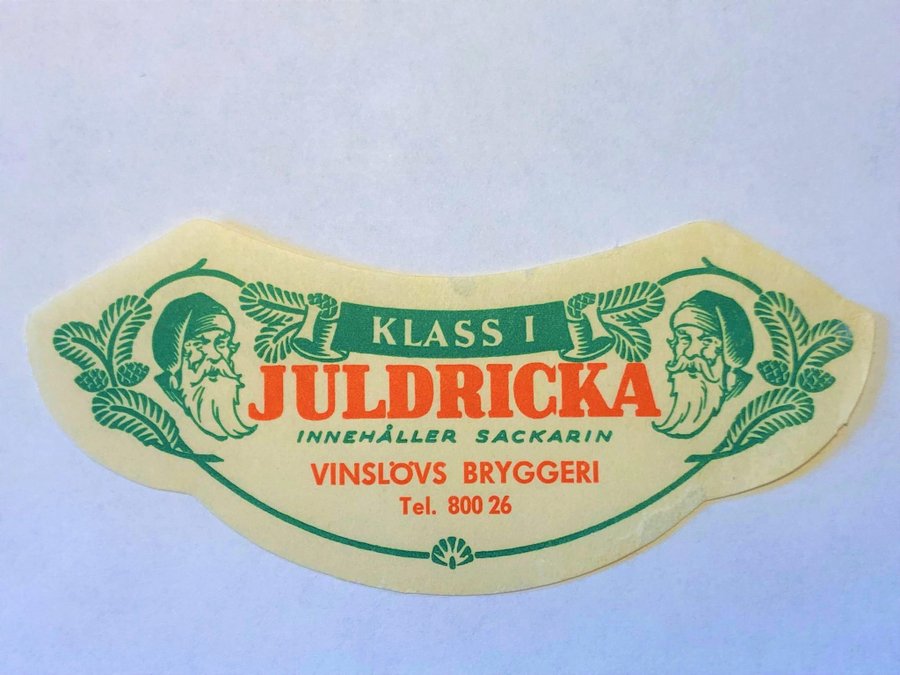 KLASS I
JULDRICKA
INNEHÅLLER SACKARIN
VINSLÖVS BRYGGERI
Tel. 800 26